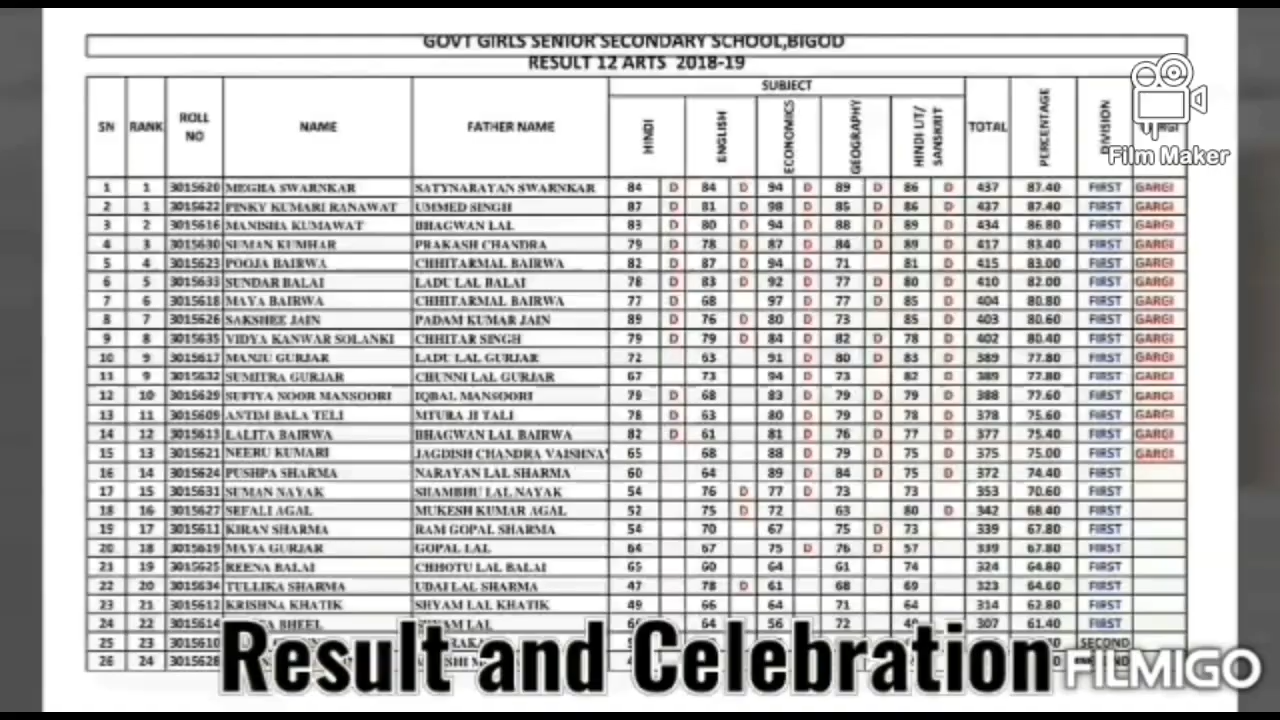 GOVT GIRLS SENIOR SECONDARY SCHOOL,BIGOD
RESULT 12 ARTS 2018-19
SN RANK ROLL NO NAME FATHER NAME SUBJECT HINDI ENGLISH ECONOMICS GEOGRAPHY HINDI LIT/ SANSKRIT TOTAL PERCENTAGE DIVISION
Film Maker
1 1 3015620 MEGHA SWARNKAR SATYNARAYAN SWARNKAR 84 D 84 D 94 D 89 D 86 D 437 87.40 FIRST GARGI
2 1 3015622 PINKY KUMARI RANAWAT UMMED SINGH 87 D 81 D 98 D 85 D 86 D 437 87.40 FIRST GARGI
3 2 3015616 MANISHA KUMAWAT BHAGWAN LAL 83 D 80 D 94 D 88 D 89 D 434 86.80 FIRST GARGI
4 3 3015630 SUMAN KUMHAR PRAKASH CHANDRA 79 D 78 D 87 D 84 D 89 D 417 83.40 FIRST GARGI
5 4 3015623 POOJA BAIRWA CHHITARMAL BAIRWA 82 D 87 D 94 D 71 81 D 415 83.00 FIRST GARGI
6 5 3015633 SUNDAR BALAI LADU LAL BALAI 78 D 83 D 92 D 77 D 80 D 410 82.00 FIRST GARGI
7 6 3015618 MAYA BAIRWA CHHITARMAL BAIRWA 77 D 68 97 D 77 D 85 D 404 80.80 FIRST GARGI
8 7 3015626 SAKSHEE JAIN PADAM KUMAR JAIN 89 D 76 D 80 D 73 85 D 403 80.60 FIRST GARGI
9 8 3015635 VIDYA KANWAR SOLANKI CHHITAR SINGH 79 D 79 D 84 D 82 D 78 D 402 80.40 FIRST GARGI
10 9 3015617 MANJU GURJAR LADU LAL GURJAR 72 63 91 D 80 D 83 D 389 77.80 FIRST GARGI
11 9 3015632 SUMITRA GURJAR CHUNNI LAL GURJAR 67 73 94 D 73 82 D 389 77.80 FIRST GARGI
12 10 3015629 SUFIYA NOOR MANSOORI IQBAL MANSOORI 79 D 68 83 D 79 D 79 D 388 77.60 FIRST GARGI
13 11 3015609 ANTIM BALA TELI MTURA JI TALI 78 D 63 80 D 79 D 78 D 378 75.60 FIRST GARGI
14 12 3015613 LALITA BAIRWA BHAGWAN LAL BAIRWA 82 D 61 81 D 76 D 77 D 377 75.40 FIRST GARGI
15 13 3015621 NEERU KUMARI JAGDISH CHANDRA VAISHNA 65 68 88 D 79 D 75 D 375 75.00 FIRST GARGI
16 14 3015624 PUSHPA SHARMA NARAYAN LAL SHARMA 60 64 89 D 84 D 75 D 372 74.40 FIRST
17 15 3015631 SUMAN NAYAK SHAMBHU LAL NAYAK 54 76 D 77 D 73 73 353 70.60 FIRST
18 16 3015627 SEFALI AGAL MUKESH KUMAR AGAL 52 75 D 72 63 80 D 342 68.40 FIRST
19 17 3015611 KIRAN SHARMA RAM GOPAL SHARMA 54 70 67 75 D 73 339 67.80 FIRST
20 18 3015619 MAYA GURJAR GOPAL LAL 64 67 75 D 76 D 57 339 67.80 FIRST
21 19 3015625 REENA BALAI CHHOTU LAL BALAI 65 60 64 61 74 324 64.80 FIRST
22 20 3015634 TULLIKA SHARMA UDAI LAL SHARMA 47 78 D 61 68 69 323 64.60 FIRST
23 21 3015612 KRISHNA KHATIK SHYAM LAL KHATIK 49 66 64 71 64 314 62.80 FIRST
24 22 3015614 BHEEL LAL 64 56 72 307 61.40 FIRST
25 23 3015610 SECOND
26 24 3015628
Result and Celebration
FILMIGO